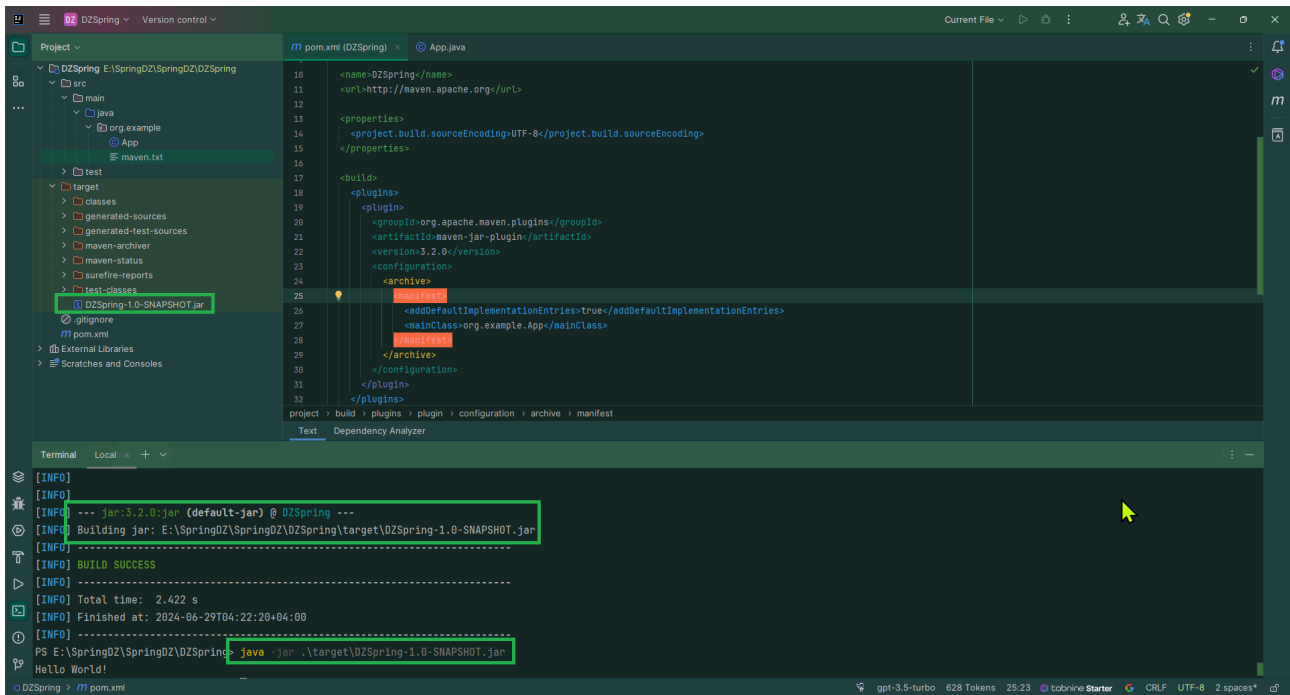 DZ DZSpring Version control Current File
Project
pom.xml (DZSpring) × App.java
DZSpring E:\SpringDZ\SpringDZ\DZSpring
src
main
java
org.example
App
maven.txt
test
target
classes
generated-sources
generated-test-sources
maven-archiver
maven-status
surefire-reports
test-classes
DZSpring-1.0-SNAPSHOT.jar
.gitignore
pom.xml
External Libraries
Scratches and Consoles
10 <name>DZSpring</name>
11 <url>http://maven.apache.org</url>
12
13 <properties>
14 <project.build.sourceEncoding>UTF-8</project.build.sourceEncoding>
15 </properties>
16
17 <build>
18 <plugins>
19 <plugin>
20 <groupId>org.apache.maven.plugins</groupId>
21 <artifactId>maven-jar-plugin</artifactId>
22 <version>3.2.0</version>
23 <configuration>
24 <archive>
25 <manifest>
26 <addDefaultImplementationEntries>true</addDefaultImplementationEntries>
27 <mainClass>org.example.App</mainClass>
28 </manifest>
29 </archive>
30 </configuration>
31 </plugin>
32 </plugins>
project › build › plugins › plugin › configuration › archive › manifest
Text Dependency Analyzer
Terminal Local × +
[INFO]
[INFO]
[INFO] --- jar:3.2.0:jar (default-jar) @ DZSpring ---
[INFO] Building jar: E:\SpringDZ\SpringDZ\DZSpring\target\DZSpring-1.0-SNAPSHOT.jar
[INFO] ------------------------------------------------------------------------
[INFO] BUILD SUCCESS
[INFO] ------------------------------------------------------------------------
[INFO] Total time:  2.422 s
[INFO] Finished at: 2024-06-29T04:22:20+04:00
[INFO] ------------------------------------------------------------------------
PS E:\SpringDZ\SpringDZ\DZSpring> java -jar .\target\DZSpring-1.0-SNAPSHOT.jar
Hello World!
DZSpring › pom.xml gpt-3.5-turbo 628 Tokens 25:23 tabnine Starter CRLF UTF-8 2 spaces*